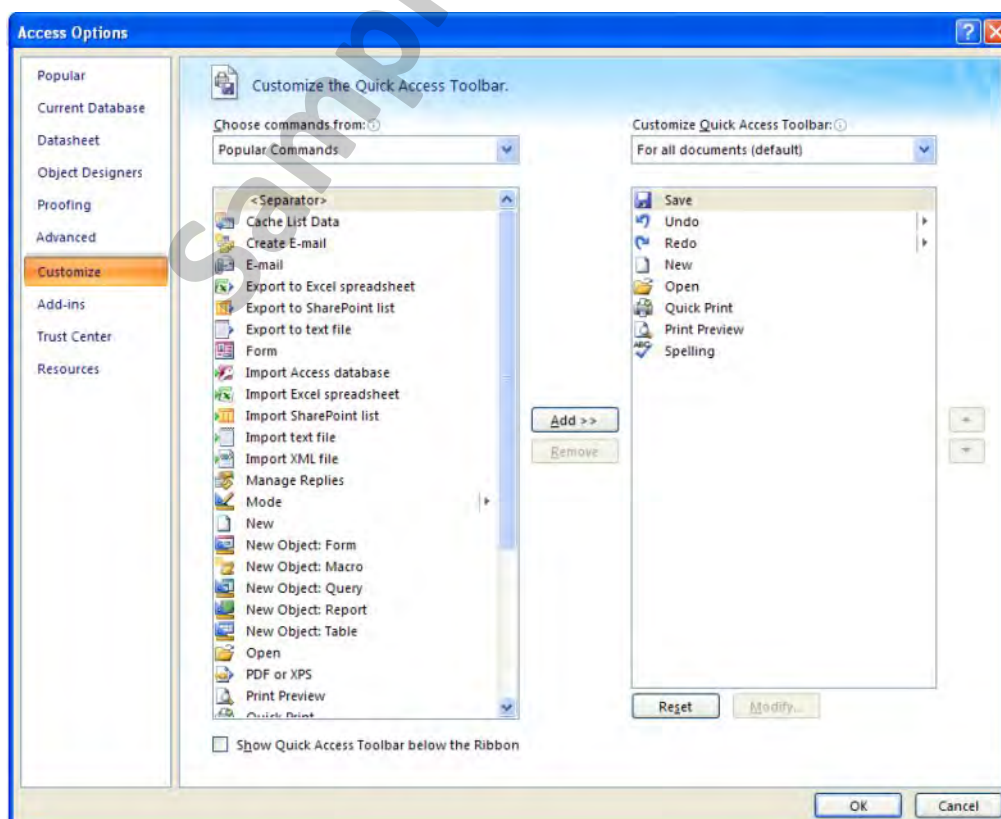 Access Options
Popular
Current Database
Datasheet
Object Designers
Proofing
Advanced
Customize
Add-ins
Trust Center
Resources
Customize the Quick Access Toolbar.
Choose commands from:
Popular Commands
<Separator>
Cache List Data
Create E-mail
E-mail
Export to Excel spreadsheet
Export to SharePoint list
Export to text file
Form
Import Access database
Import Excel spreadsheet
Import SharePoint list
Import text file
Import XML file
Manage Replies
Mode
New
New Object: Form
New Object: Macro
New Object: Query
New Object: Report
New Object: Table
Open
PDF or XPS
Print Preview
Quick Print
Show Quick Access Toolbar below the Ribbon
Add >>
Remove
Customize Quick Access Toolbar:
For all documents (default)
Save
Undo
Redo
New
Open
Quick Print
Print Preview
Spelling
Reset
Modify...
OK
Cancel
Samp